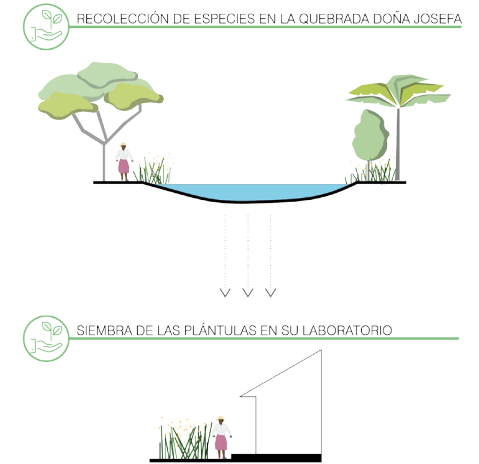 RECOLECCIÓN DE ESPECIES EN LA QUEBRADA DOÑA JOSEFA
SIEMBRA DE LAS PLÁNTULAS EN SU LABORATORIO